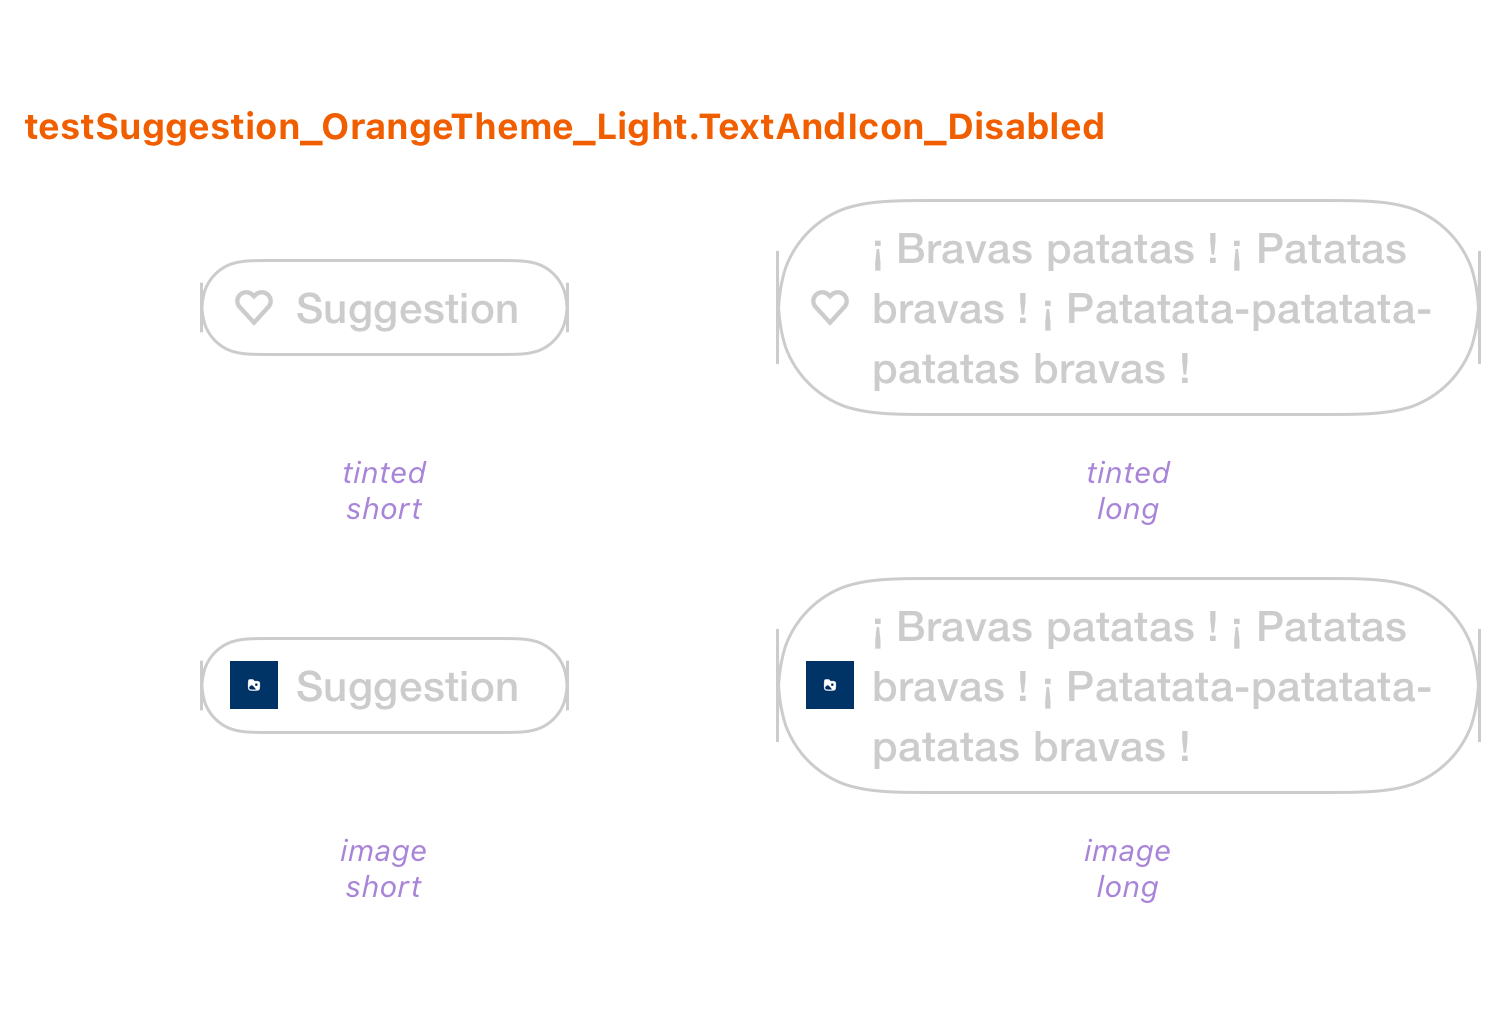 testSuggestion_OrangeTheme_Light.TextAndIcon_Disabled
Suggestion
¡ Bravas patatas ! ¡ Patatas
bravas ! ¡ Patatata-patatata-
patatas bravas !
tinted
short
tinted
long
Suggestion
¡ Bravas patatas ! ¡ Patatas
bravas ! ¡ Patatata-patatata-
patatas bravas !
image
short
image
long